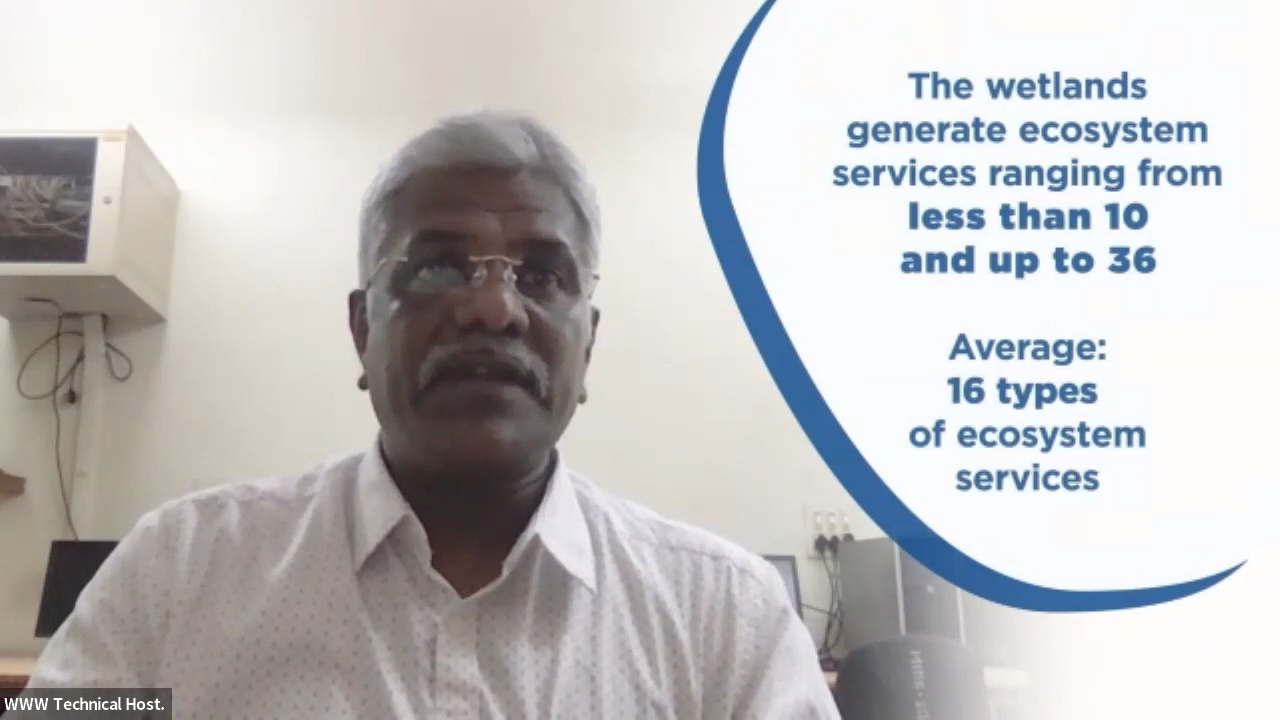 The wetlands
generate ecosystem
services ranging from
less than 10
and up to 36
Average:
16 types
of ecosystem
services
WWW Technical Host.